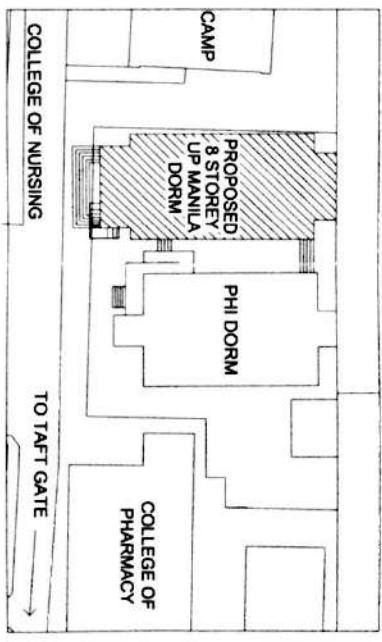 CAMP
COLLEGE OF NURSING
PROPOSED
8 STOREY
UP MANILA
DORM
PHI DORM
TO TAFT GATE
COLLEGE OF
PHARMACY